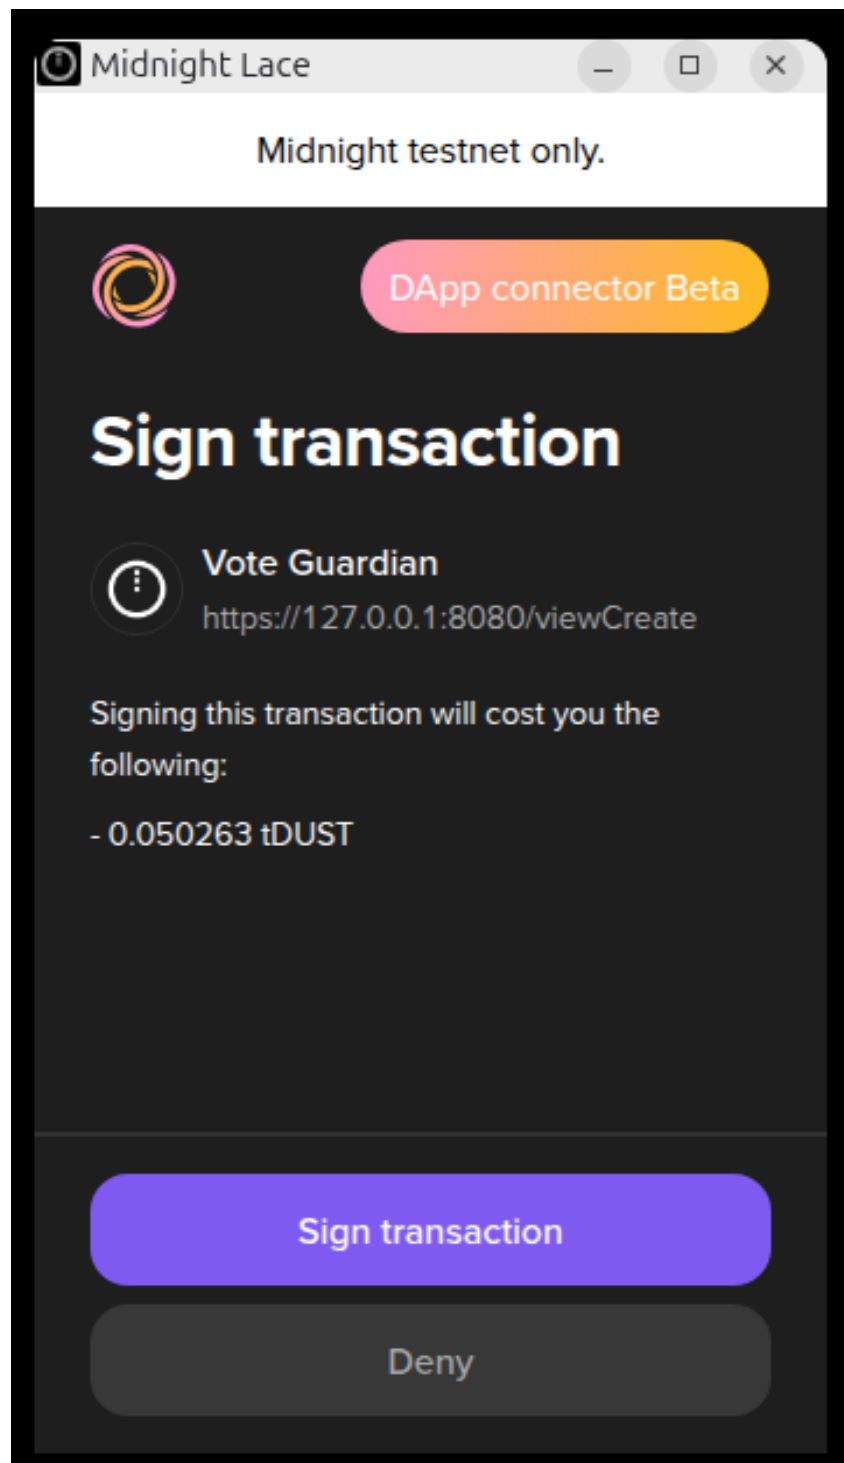 Midnight Lace
Midnight testnet only.
DApp connector Beta
Sign transaction
Vote Guardian
https://127.0.0.1:8080/viewCreate
Signing this transaction will cost you the
following:
- 0.050263 tDUST
Sign transaction
Deny